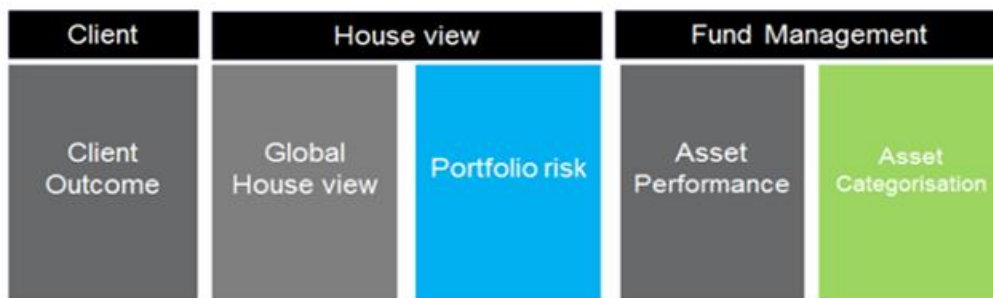 Client
House view
Fund Management
Client
Outcome
Global
House view
Portfolio risk
Asset
Performance
Asset
Categorisation